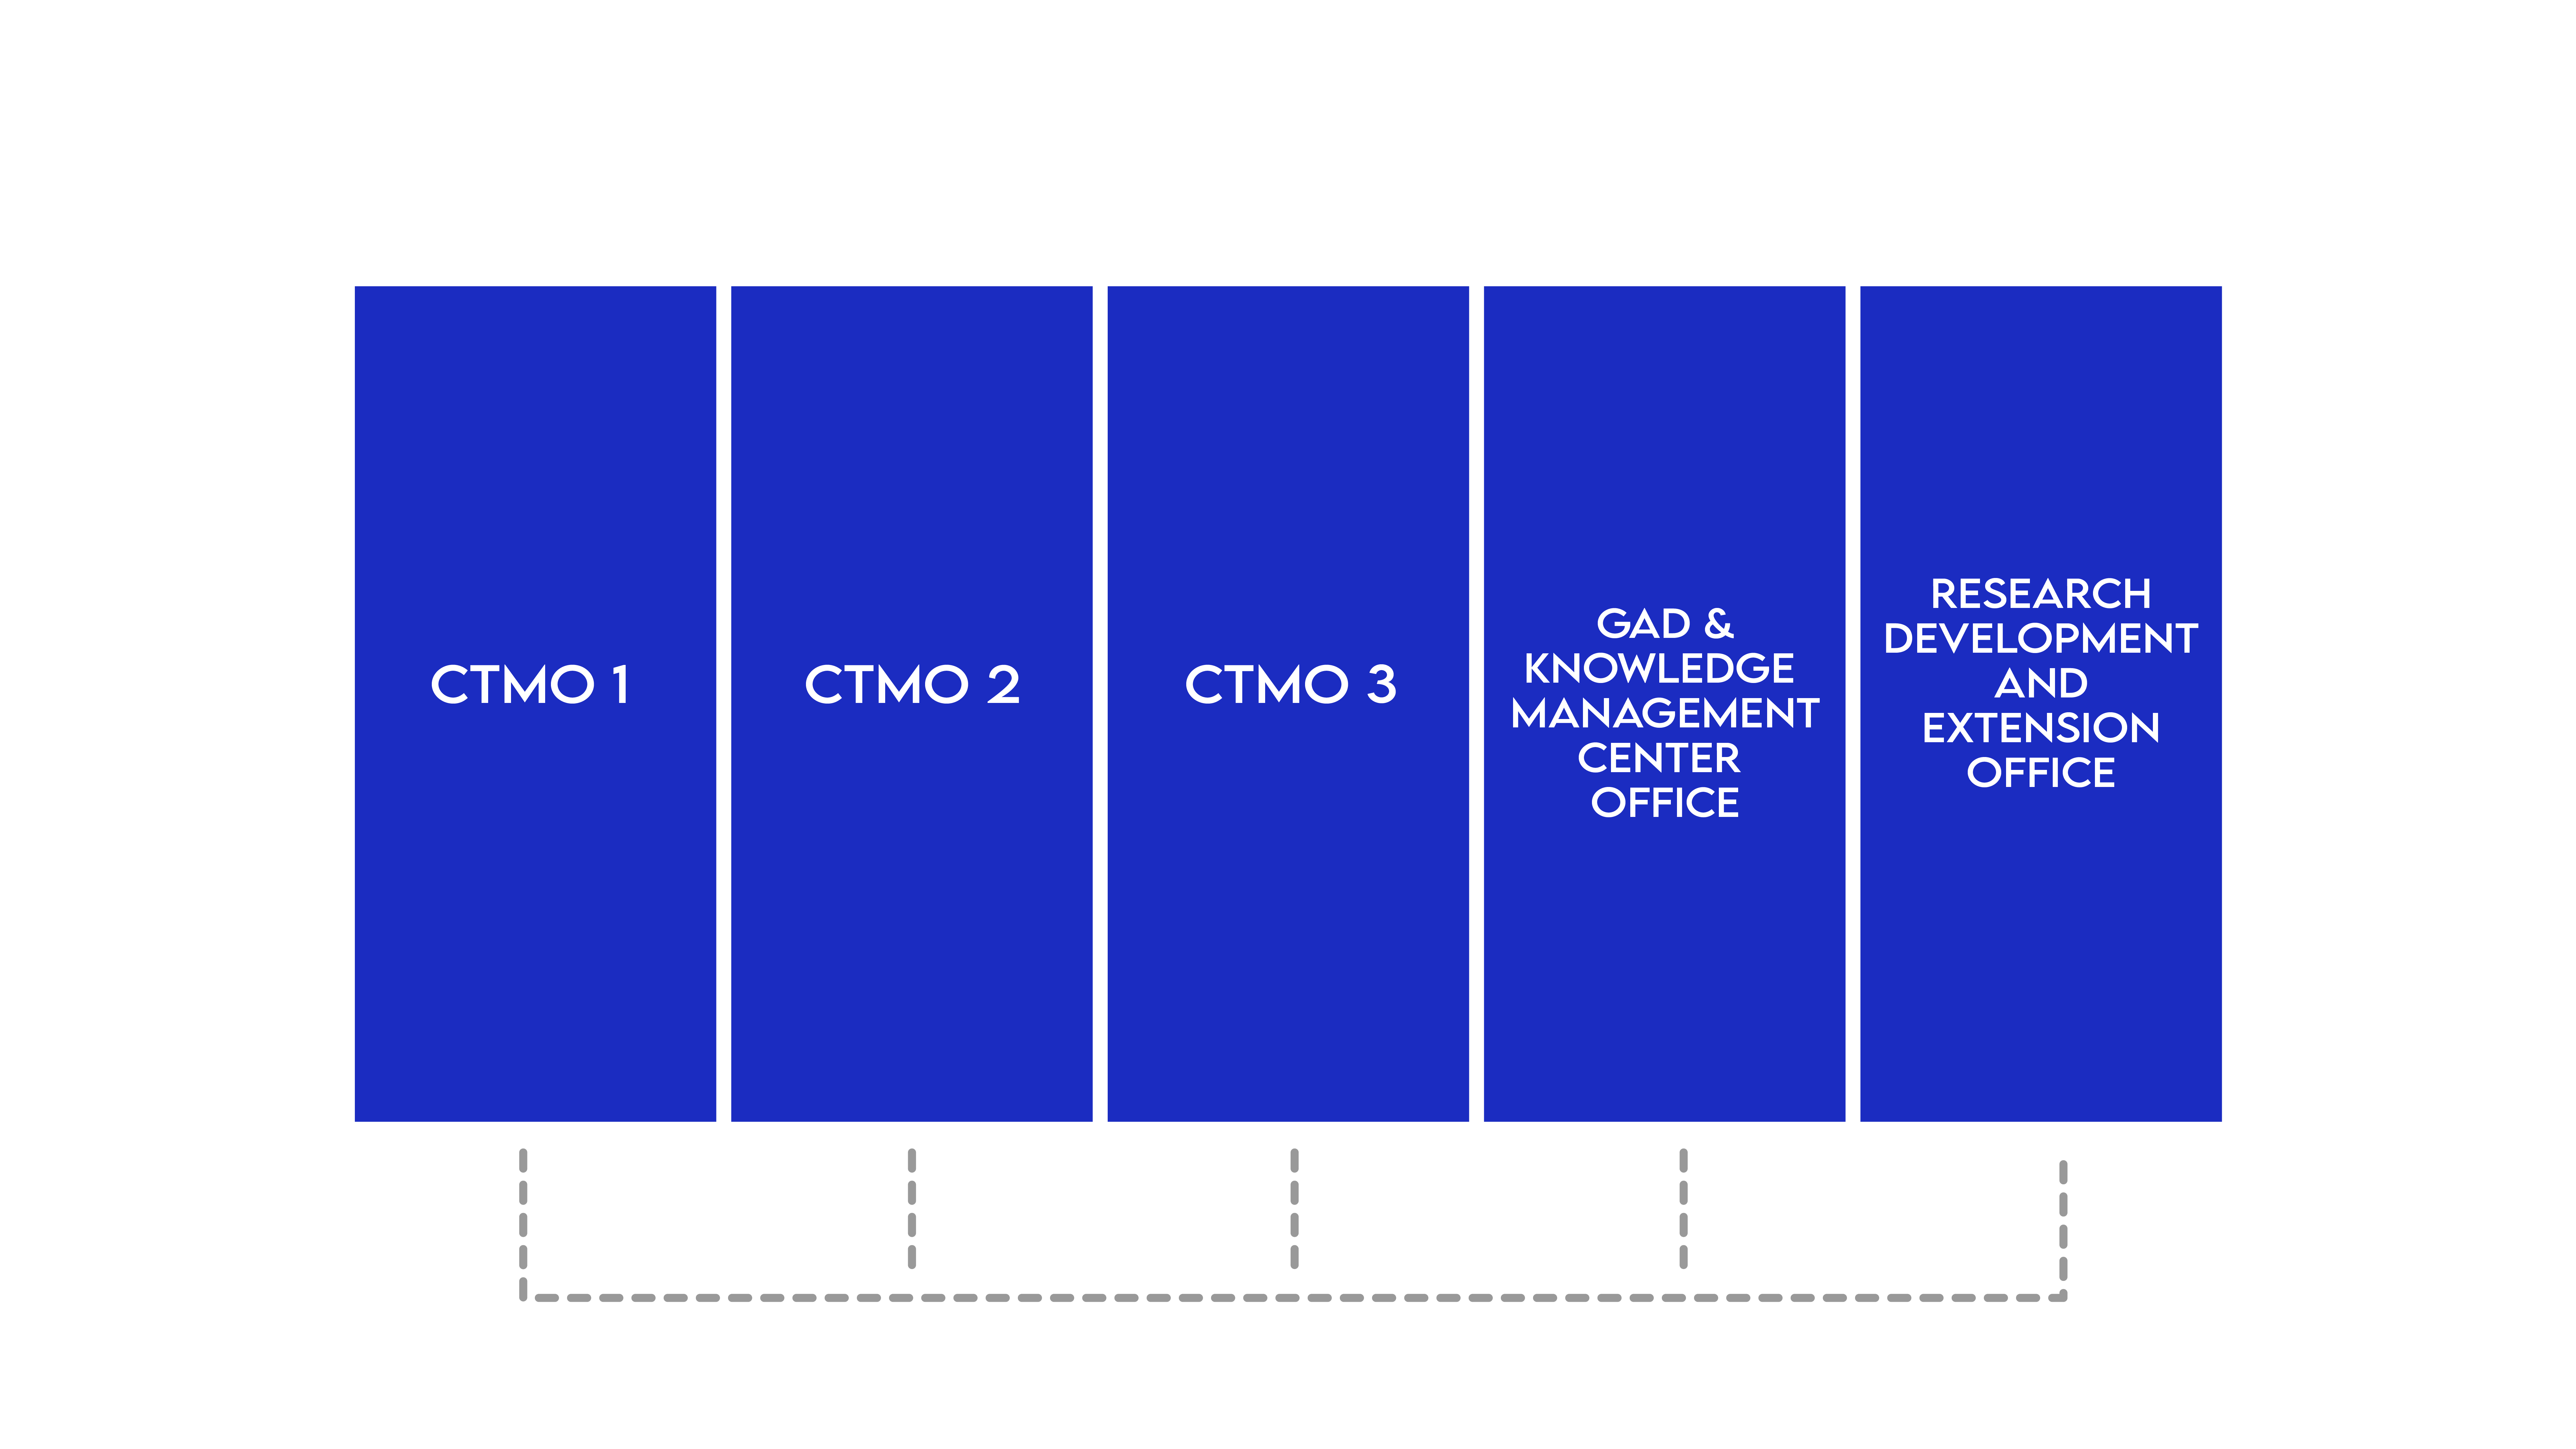 CTMO 1
CTMO 2
CTMO 3
GAD &
KNOWLEDGE
MANAGEMENT
CENTER
OFFICE
RESEARCH
DEVELOPMENT
AND
EXTENSION
OFFICE